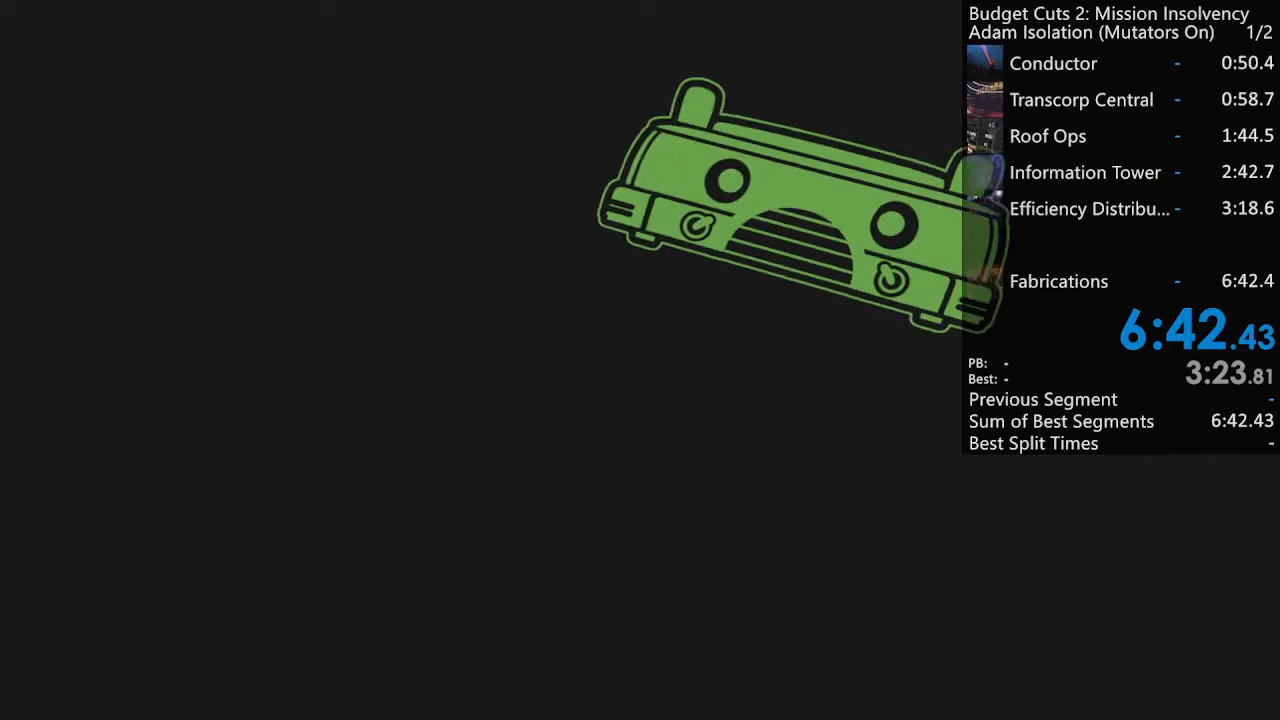 Budget Cuts 2: Mission Insolvency
Adam Isolation (Mutators On) 1/2
Conductor - 0:50.4
Transcorp Central - 0:58.7
Roof Ops - 1:44.5
Information Tower - 2:42.7
Efficiency Distribu... - 3:18.6
Fabrications - 6:42.4
6:42.43
PB: - 3:23.81
Best: -
Previous Segment -
Sum of Best Segments 6:42.43
Best Split Times -